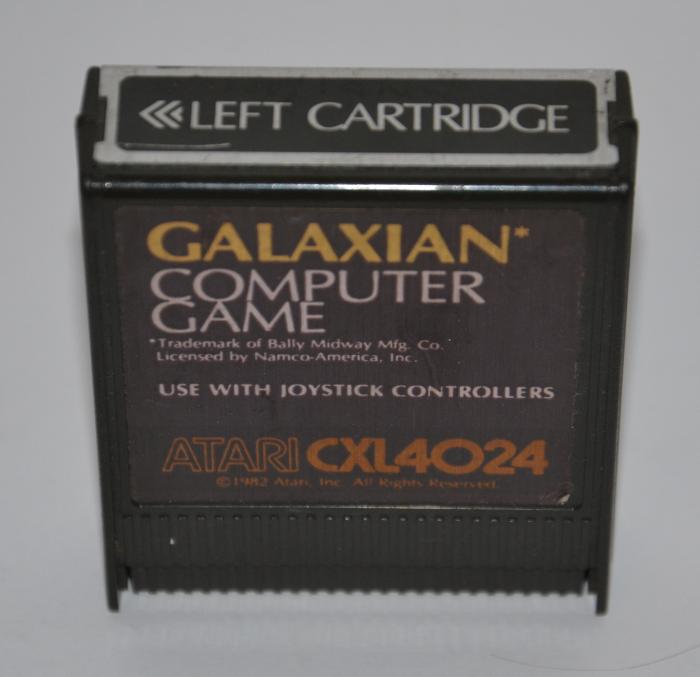 <<<LEFT CARTRIDGE
GALAXIAN*
COMPUTER
GAME
*Trademark of Bally Midway Mfg. Co.
Licensed by Namco-America, Inc.
USE WITH JOYSTICK CONTROLLERS
ATARI CXL4024
©1982 Atari, Inc. All Rights Reserved.